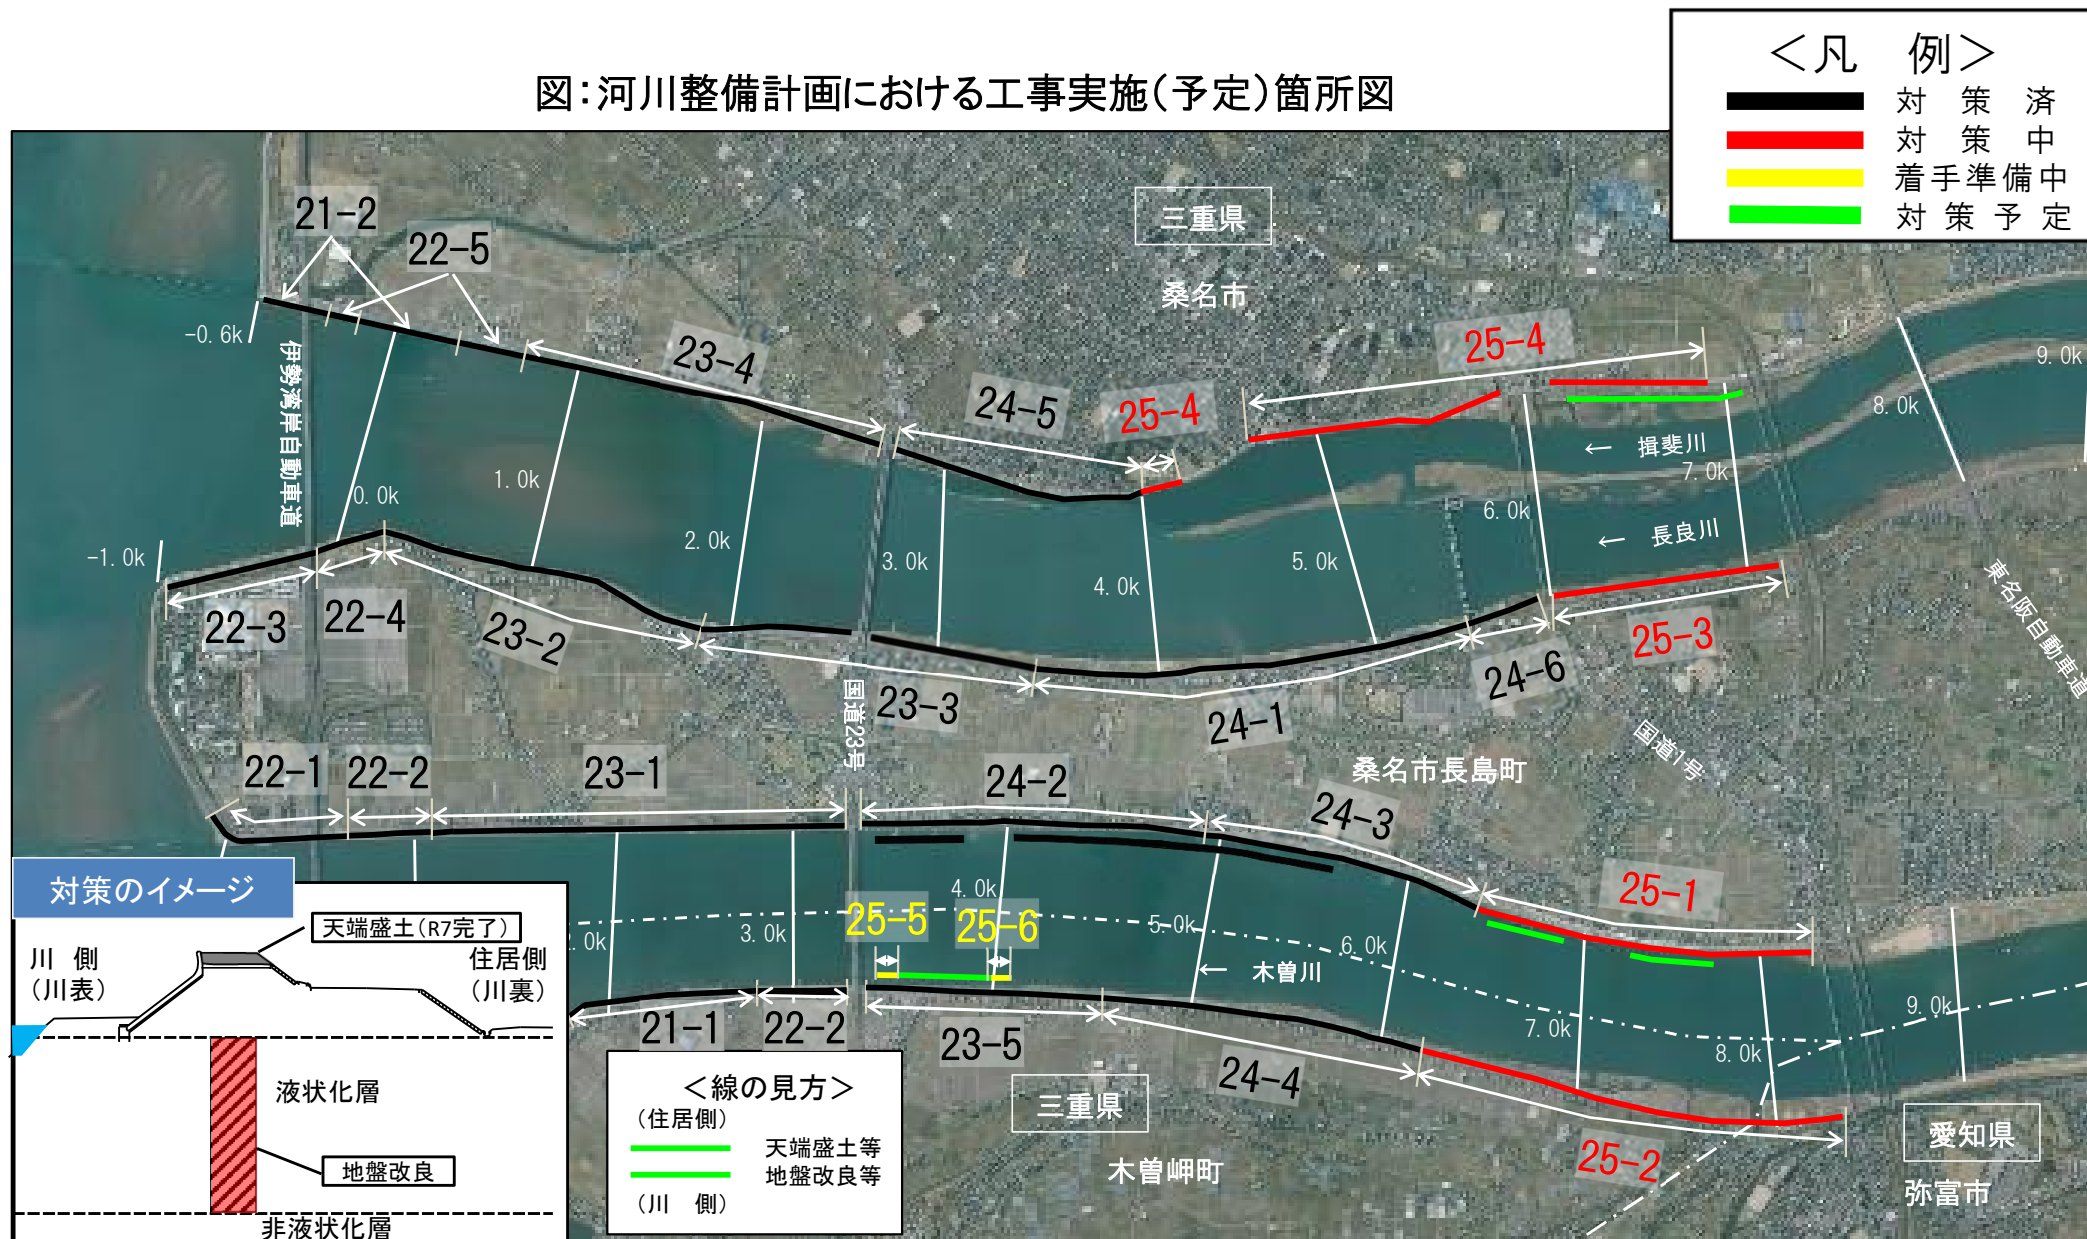 図：河川整備計画における工事実施（予定）箇所図
＜凡　例＞
対　策　済
対　策　中
着手準備中
対 策 予 定
三重県
桑名市
21-2
22-5
23-4
24-5
25-4
25-4
-0.6k
伊勢湾岸自動車道
0.0k
1.0k
2.0k
3.0k
4.0k
5.0k
6.0k
7.0k
8.0k
9.0k
← 揖斐川
← 長良川
-1.0k
22-3
22-4
23-2
23-3
24-1
24-6
25-3
東名阪自動車道
国道23号
国道1号
桑名市長島町
22-1
22-2
23-1
24-2
24-3
25-1
25-5
25-6
2.0k
3.0k
4.0k
5.0k
6.0k
7.0k
8.0k
9.0k
← 木曽川
21-1
22-2
23-5
24-4
25-2
三重県
木曽岬町
愛知県
弥富市
対策のイメージ
天端盛土（R7完了）
川　側
（川表）
住居側
（川裏）
液状化層
地盤改良
非液状化層
＜線の見方＞
（住居側）
天端盛土等
地盤改良等
（川　側）